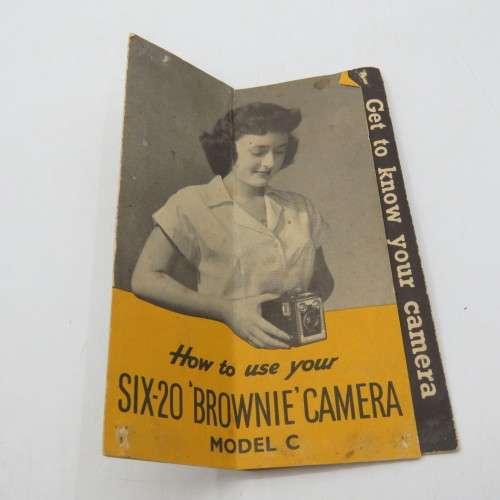 How to use your
SIX-20 'BROWNIE' CAMERA
MODEL C
Get to know your camera